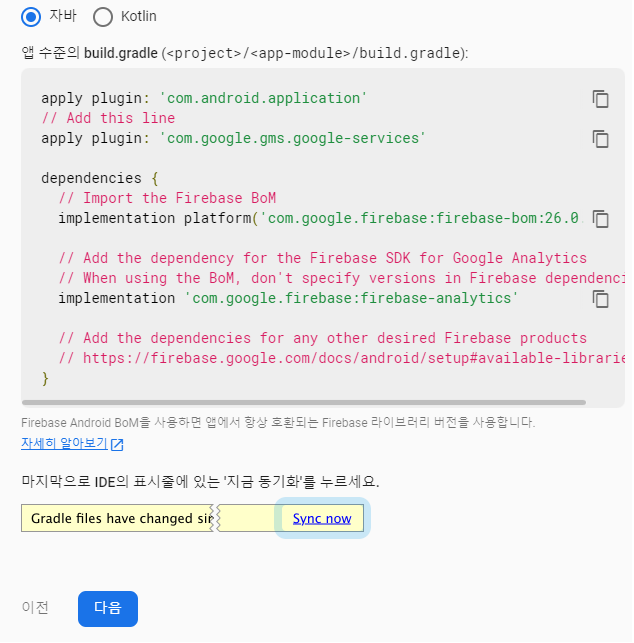 자바 Kotlin
앱 수준의 build.gradle (<project>/<app-module>/build.gradle):
apply plugin: 'com.android.application'
// Add this line
apply plugin: 'com.google.gms.google-services'
dependencies {
// Import the Firebase BoM
implementation platform('com.google.firebase:firebase-bom:26.0.
// Add the dependency for the Firebase SDK for Google Analytics
// When using the BoM, don't specify versions in Firebase dependenci
implementation 'com.google.firebase:firebase-analytics'
// Add the dependencies for any other desired Firebase products
// https://firebase.google.com/docs/android/setup#available-librarie
}
Firebase Android BoM을 사용하면 앱에서 항상 호환되는 Firebase 라이브러리 버전을 사용합니다.
자세히 알아보기
마지막으로 IDE의 표시줄에 있는 '지금 동기화'를 누르세요.
Gradle files have changed sin Sync now
이전 다음